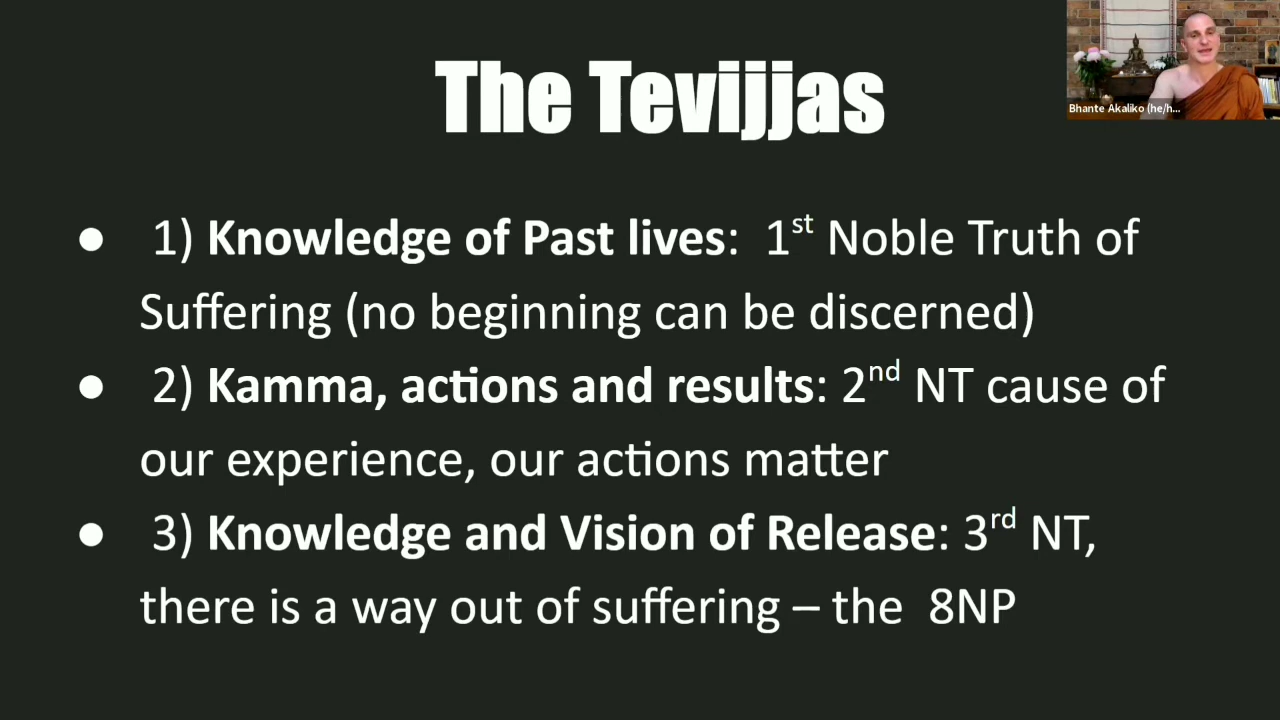 The Tevijjas
Bhante Akaliko (he/h...
● 1) Knowledge of Past lives: 1st Noble Truth of
Suffering (no beginning can be discerned)
● 2) Kamma, actions and results: 2nd NT cause of
our experience, our actions matter
● 3) Knowledge and Vision of Release: 3rd NT,
there is a way out of suffering – the 8NP